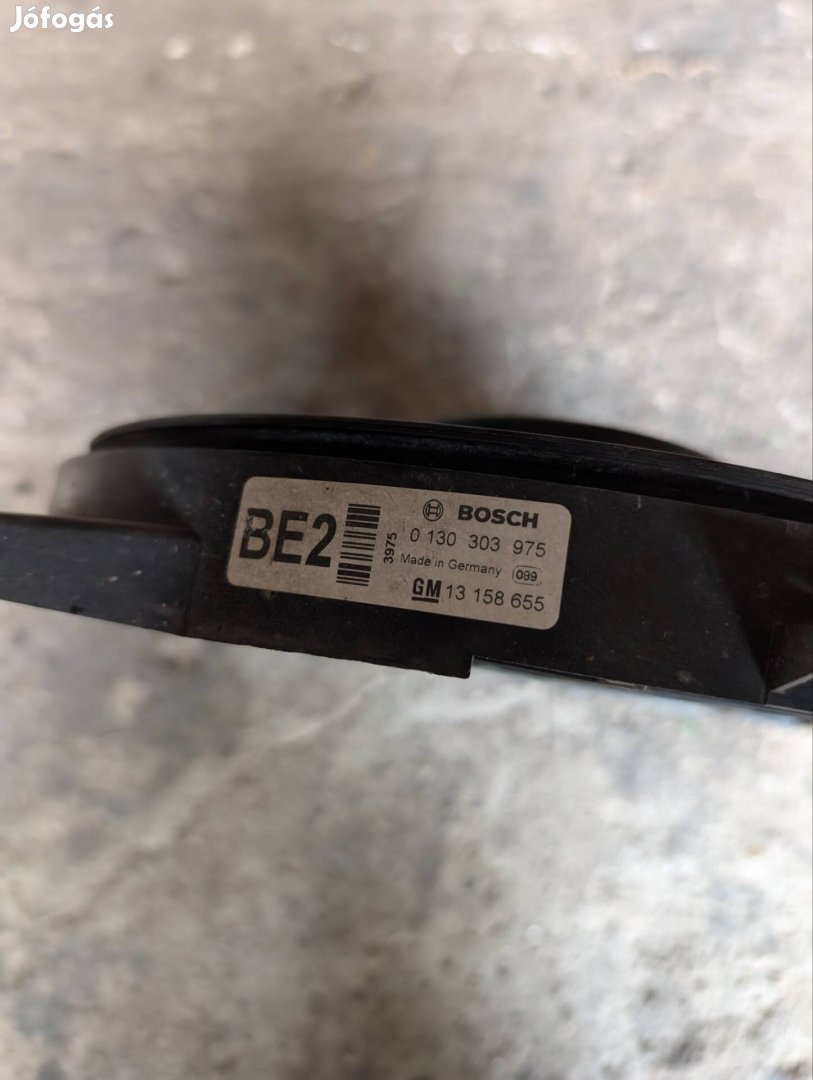 Jófogás
BE2
3975
BOSCH
0 130 303 975
Made in Germany 099
GM 13 158 655